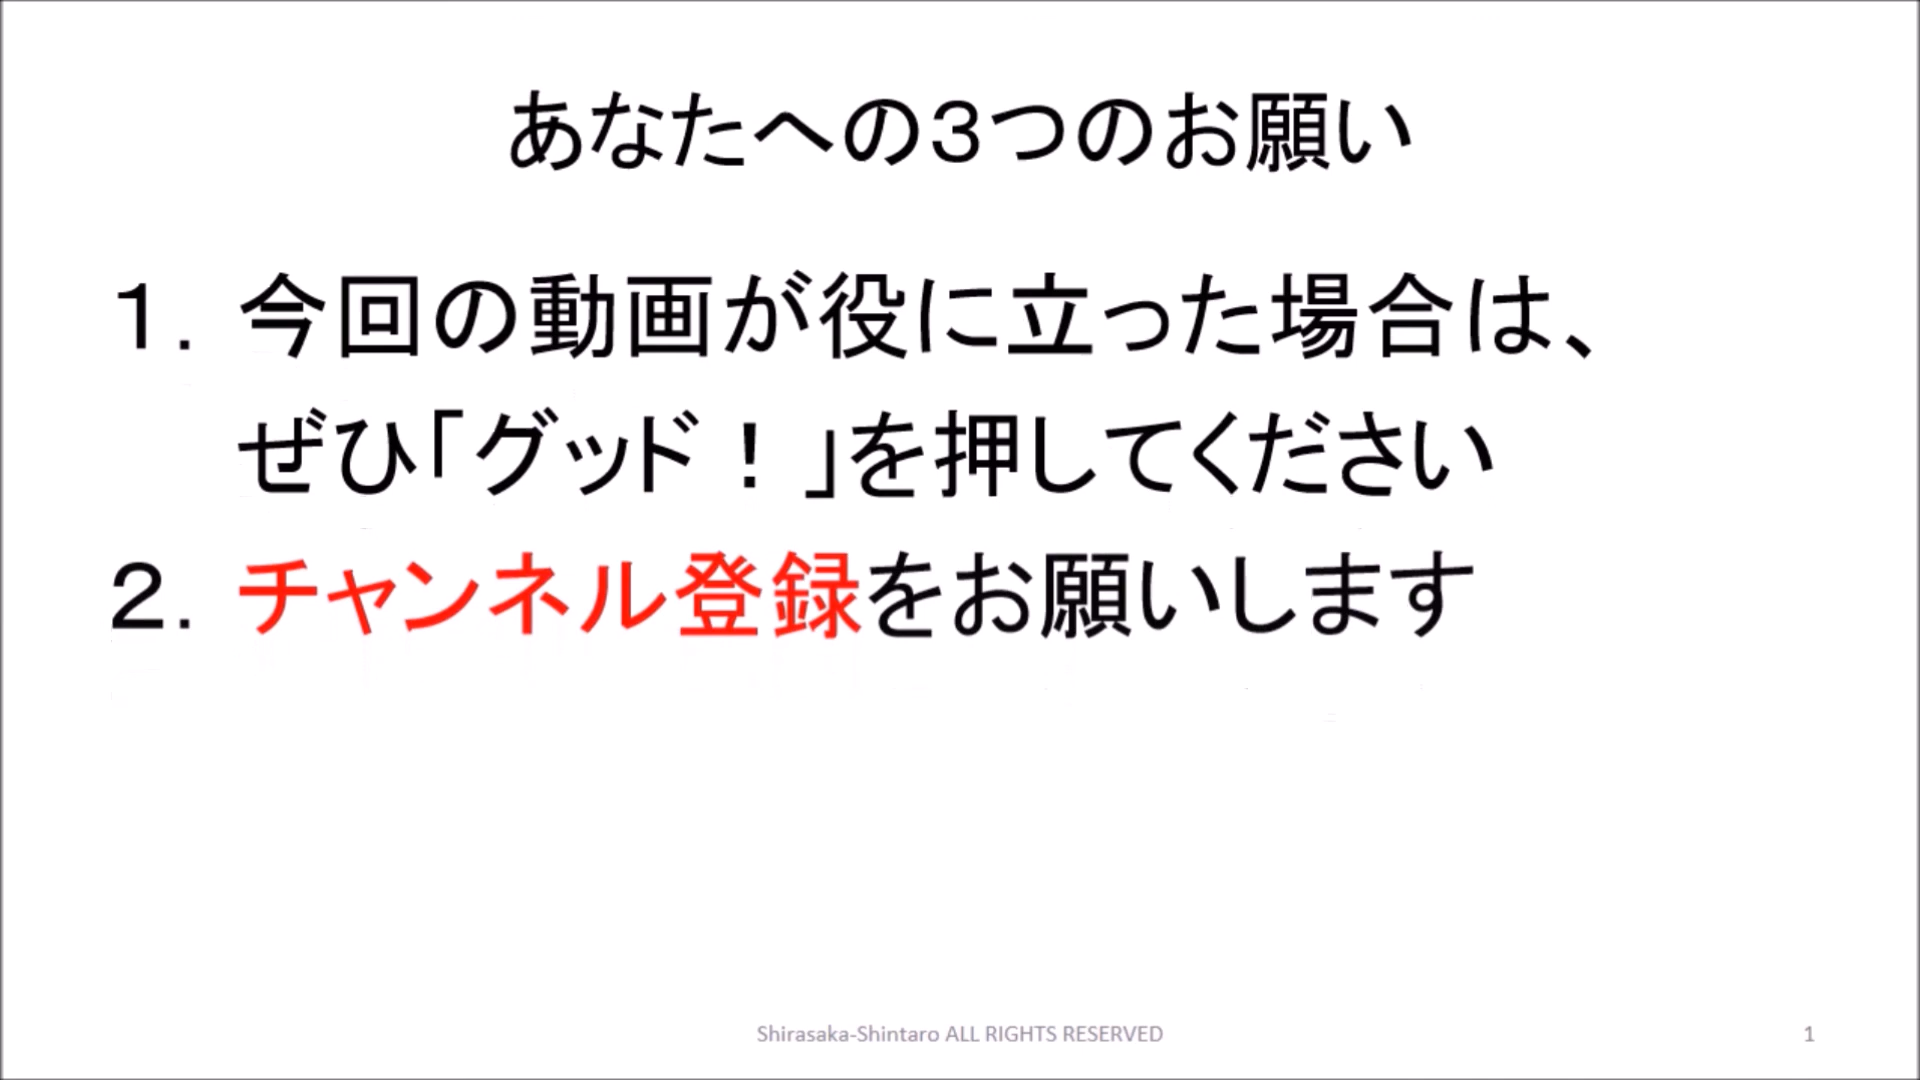 あなたへの３つのお願い
１．今回の動画が役に立った場合は、
ぜひ「グッド！」を押してください
２．チャンネル登録をお願いします
Shirasaka-Shintaro ALL RIGHTS RESERVED
1